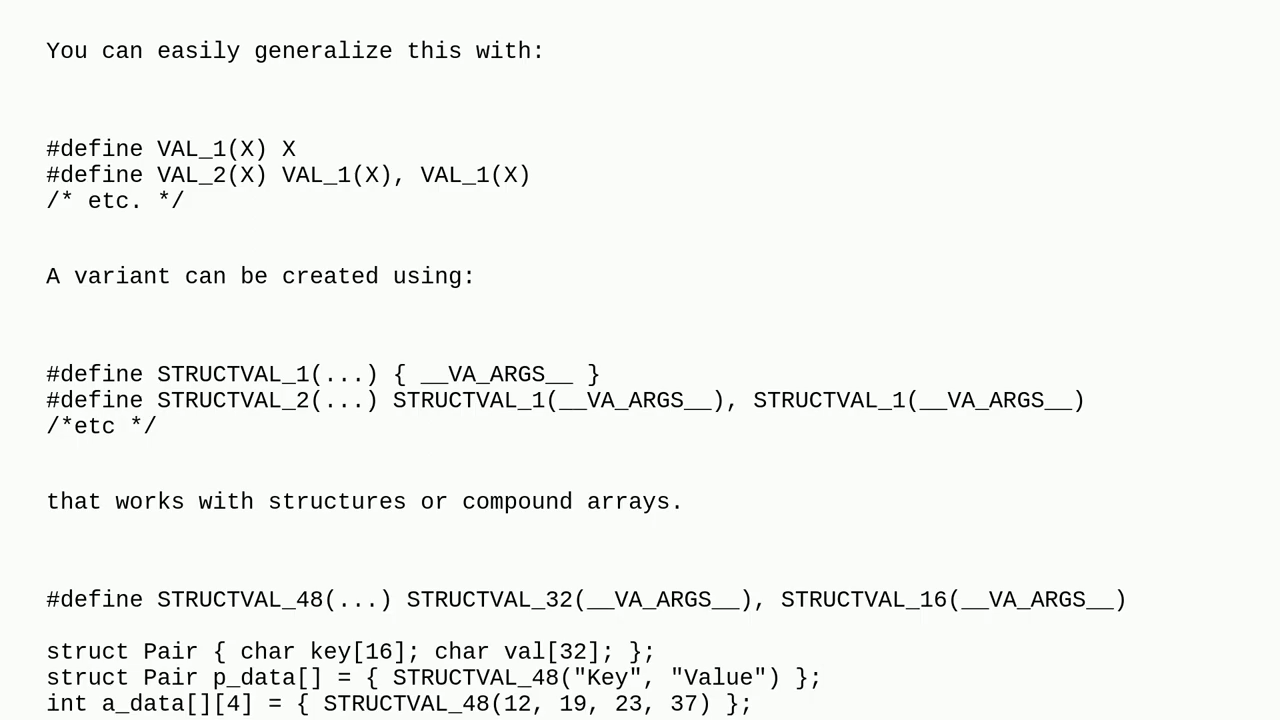 You can easily generalize this with:
#define VAL_1(X) X
#define VAL_2(X) VAL_1(X), VAL_1(X)
/* etc. */
A variant can be created using:
#define STRUCTVAL_1(...) { __VA_ARGS__ }
#define STRUCTVAL_2(...) STRUCTVAL_1(__VA_ARGS__), STRUCTVAL_1(__VA_ARGS__)
/*etc */
that works with structures or compound arrays.
#define STRUCTVAL_48(...) STRUCTVAL_32(__VA_ARGS__), STRUCTVAL_16(__VA_ARGS__)
struct Pair { char key[16]; char val[32]; };
struct Pair p_data[] = { STRUCTVAL_48("Key", "Value") };
int a_data[][4] = { STRUCTVAL_48(12, 19, 23, 37) };